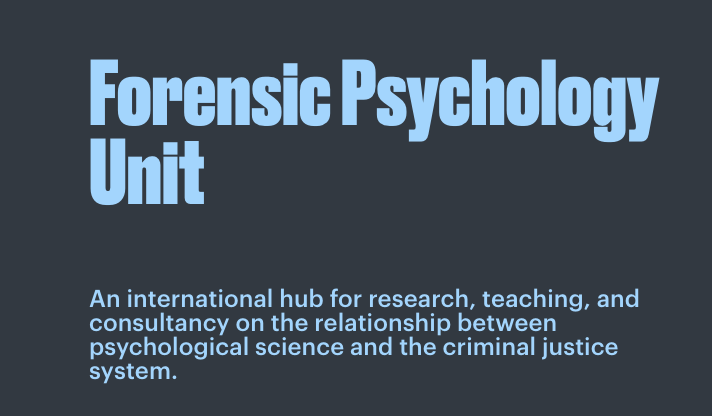 Forensic Psychology
Unit
An international hub for research, teaching, and
consultancy on the relationship between
psychological science and the criminal justice
system.